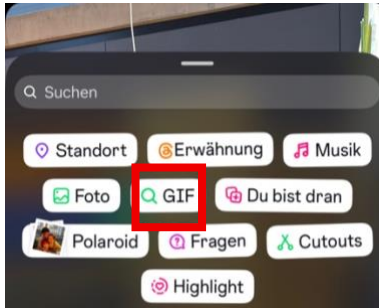 Suchen
Standort Erwähnung Musik
Foto GIF Du bist dran
Polaroid Fragen Cutouts
Highlight